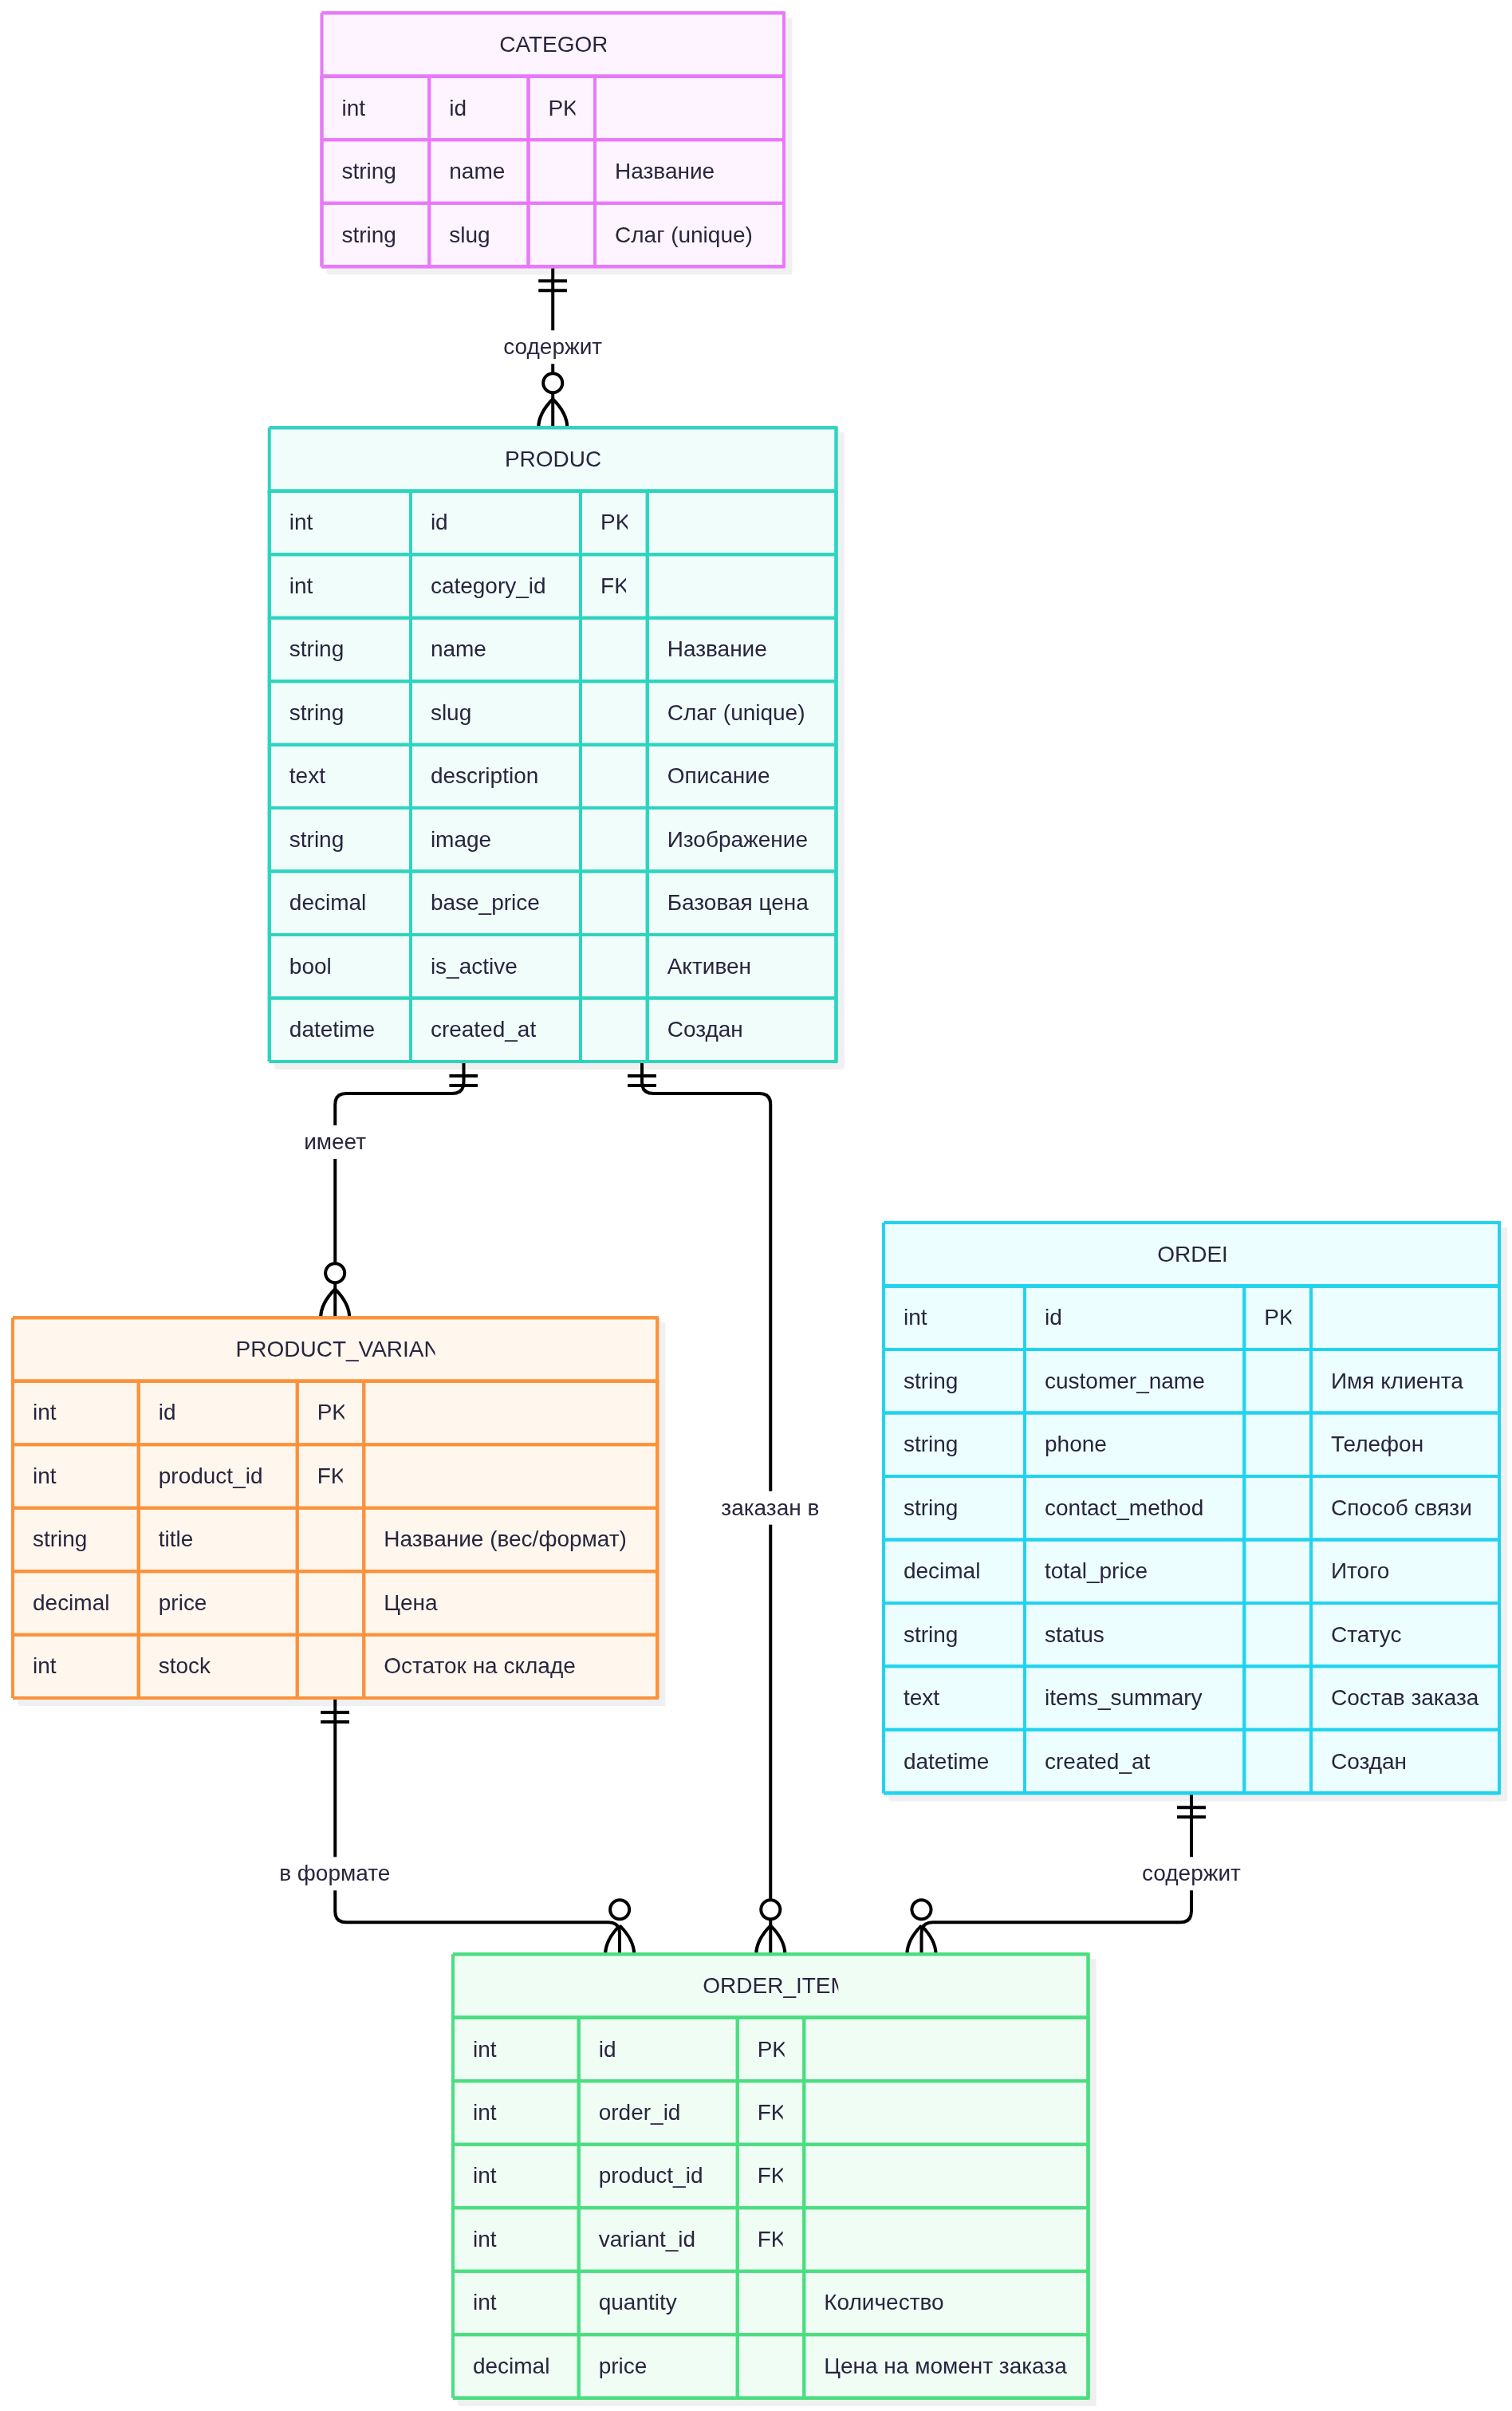 CATEGOR
int id PK
string name Название
string slug Слаг (unique)
содержит
PRODUC
int id PK
int category_id FK
string name Название
string slug Слаг (unique)
text description Описание
string image Изображение
decimal base_price Базовая цена
bool is_active Активен
datetime created_at Создан
имеет
заказан в
PRODUCT_VARIAN
int id PK
int product_id FK
string title Название (вес/формат)
decimal price Цена
int stock Остаток на складе
в формате
ORDE
int id PK
string customer_name Имя клиента
string phone Телефон
string contact_method Способ связи
decimal total_price Итого
string status Статус
text items_summary Состав заказа
datetime created_at Создан
содержит
ORDER_ITEM
int id PK
int order_id FK
int product_id FK
int variant_id FK
int quantity Количество
decimal price Цена на момент заказа